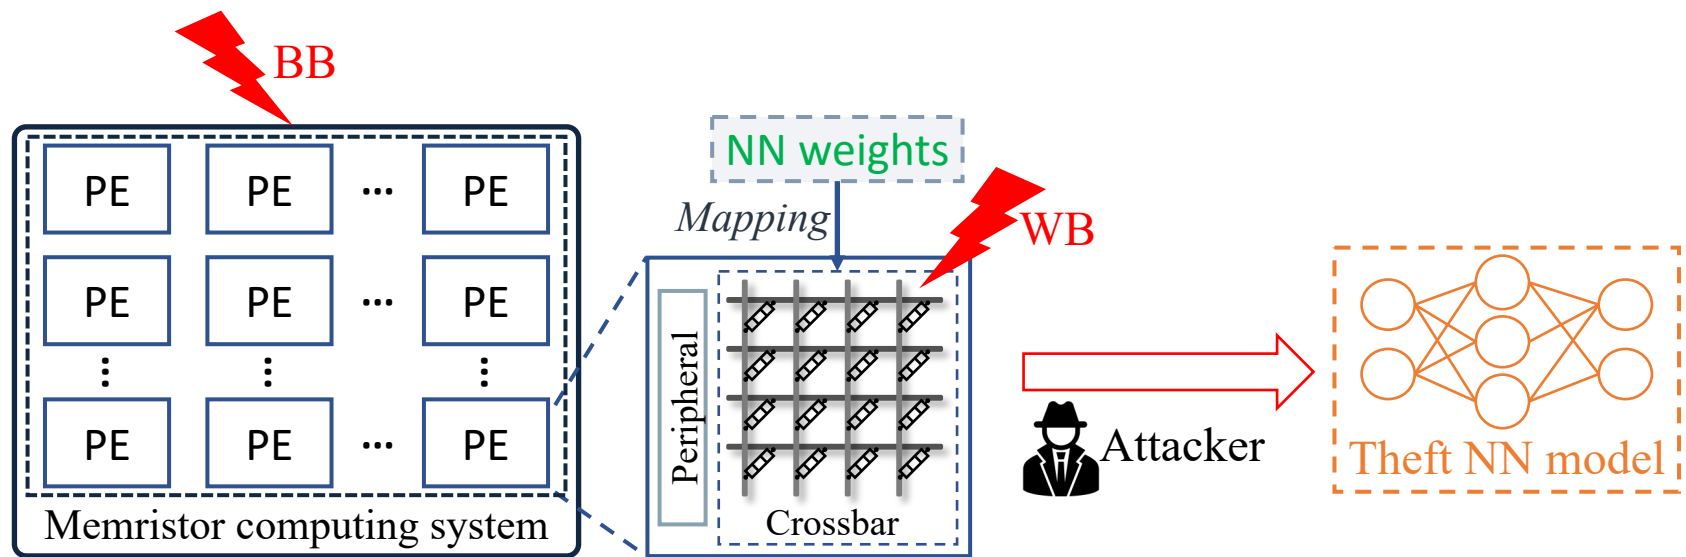 BB
NN weights
Mapping
WB
PE PE ... PE
PE PE ... PE
PE PE ... PE
Memristor computing system
Peripheral
Crossbar
Attacker
Theft NN model